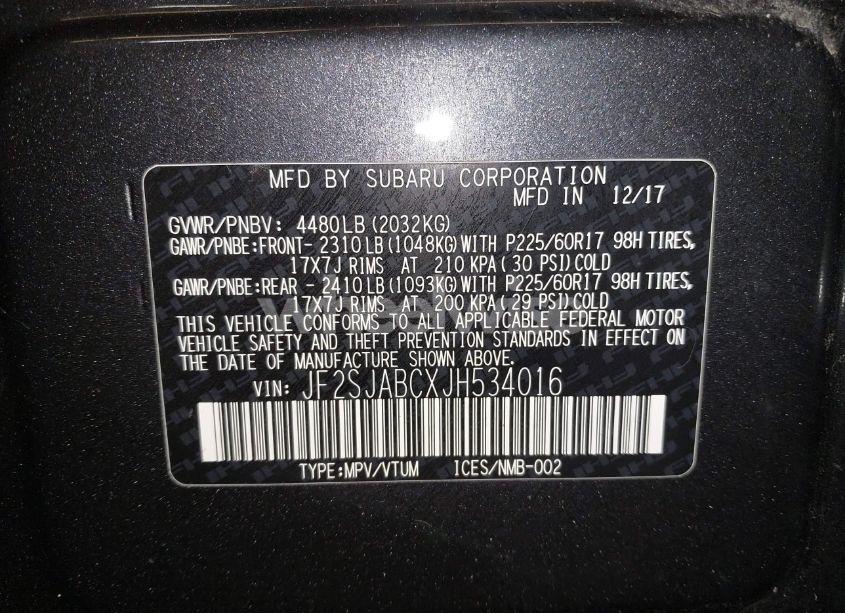 MFD BY SUBARU CORPORATION
MFD IN 12/17
GVWR/PNBV: 4480LB (2032KG)
GAWR/PNBE:FRONT- 2310LB (1048KG) WITH P225/60R17 98H TIRES,
17X7J RIMS AT 210 KPA( 30 PSI) COLD
GAWR/PNBE:REAR - 2410LB (1093KG) WITH P225/60R17 98H TIRES,
17X7J RIMS AT 200 KPA( 29 PSI) COLD
THIS VEHICLE CONFORMS TO ALL APPLICABLE FEDERAL MOTOR
VEHICLE SAFETY AND THEFT PREVENTION STANDARDS IN EFFECT ON
THE DATE OF MANUFACTURE SHOWN ABOVE.
VIN: JF2SJABCXJH534016
TYPE:MPV/VTUM ICES/NMB-002